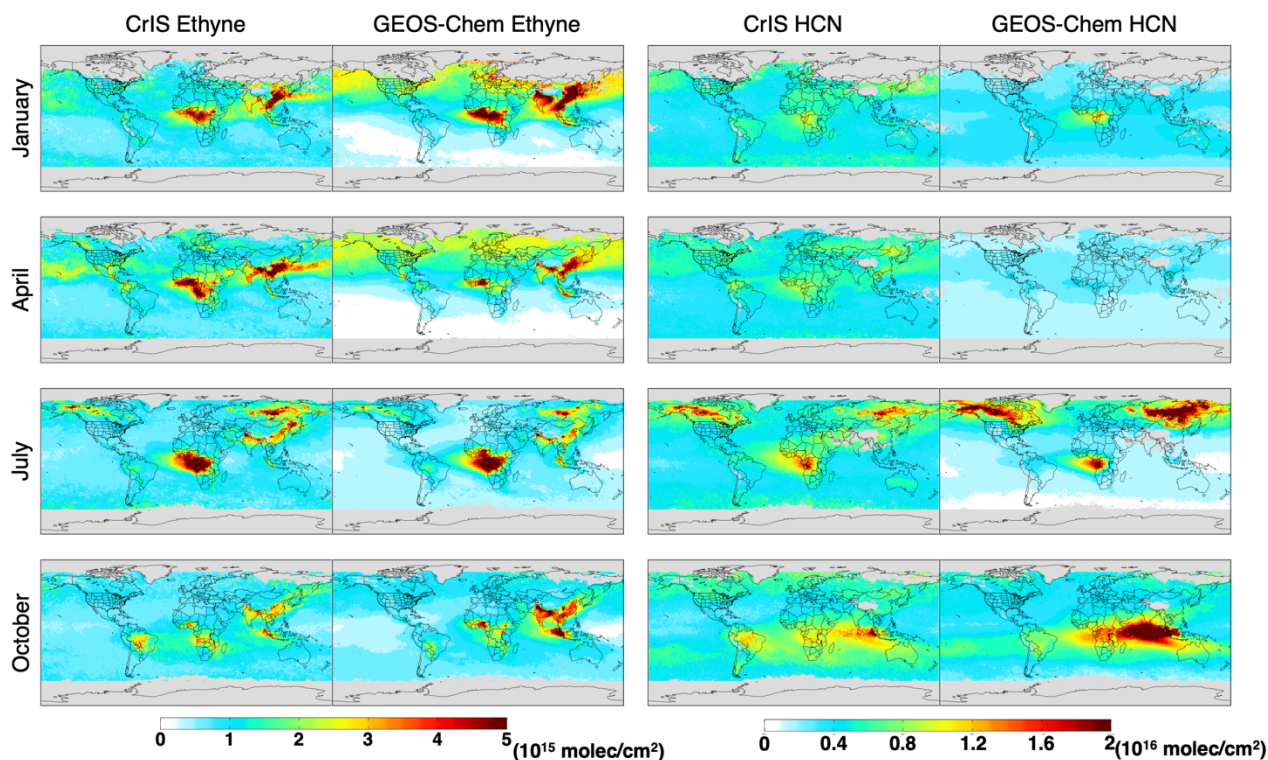 CrIS Ethyne GEOS-Chem Ethyne CrIS HCN GEOS-Chem HCN
January
April
July
October
0 1 2 3 4 5 (10¹⁵ molec/cm²) 0 0.4 0.8 1.2 1.6 2 (10¹⁶ molec/cm²)